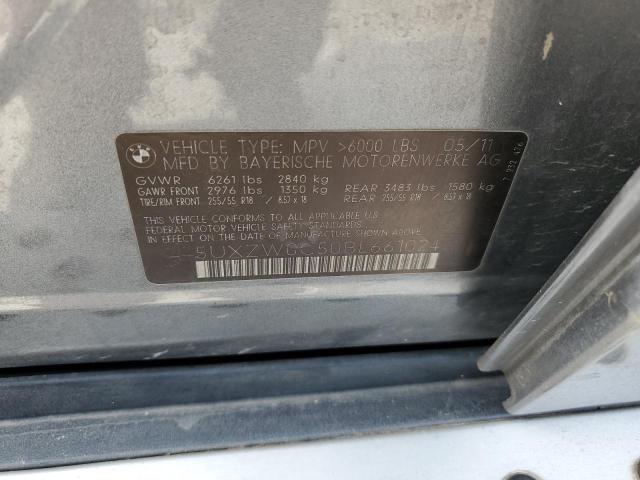 BMW
VEHICLE TYPE: MPV >6000 LBS 05/11
MFD BY BAYERISCHE MOTORENWERKE AG
GVWR 6261 lbs 2840 kg
GAWR FRONT 2976 lbs 1350 kg REAR 3483 lbs 1580 kg
TIRE/RIM FRONT 255/55 R18 / 8.5J x 18 REAR 255/55 R18 / 8.5J x 18
THIS VEHICLE CONFORMS TO ALL APPLICABLE U.S.
FEDERAL MOTOR VEHICLE SAFETY STANDARDS
IN EFFECT ON THE DATE OF MANUFACTURE SHOWN
ABOVE.